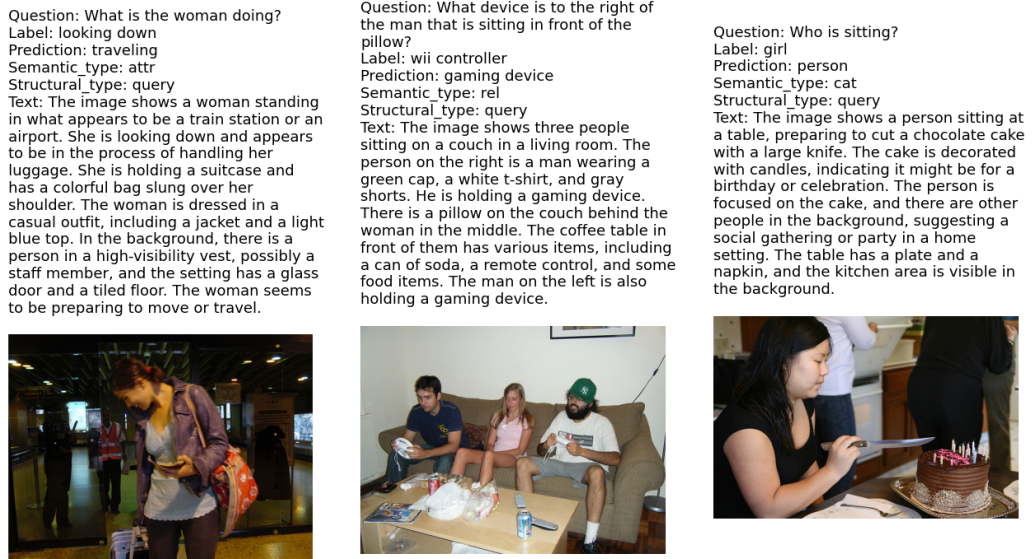 Question: What is the woman doing?
Label: looking down
Prediction: traveling
Semantic_type: attr
Structural_type: query
Text: The image shows a woman standing
in what appears to be a train station or an
airport. She is looking down and appears
to be in the process of handling her
luggage. She is holding a suitcase and
has a colorful bag slung over her
shoulder. The woman is dressed in a
casual outfit, including a jacket and a light
blue top. In the background, there is a
person in a high-visibility vest, possibly a
staff member, and the setting has a glass
door and a tiled floor. The woman seems
to be preparing to move or travel.
Question: What device is to the right of
the man that is sitting in front of the
pillow?
Label: wii controller
Prediction: gaming device
Semantic_type: rel
Structural_type: query
Text: The image shows three people
sitting on a couch in a living room. The
person on the right is a man wearing a
green cap, a white t-shirt, and gray
shorts. He is holding a gaming device.
There is a pillow on the couch behind the
woman in the middle. The coffee table in
front of them has various items, including
a can of soda, a remote control, and some
food items. The man on the left is also
holding a gaming device.
Question: Who is sitting?
Label: girl
Prediction: person
Semantic_type: cat
Structural_type: query
Text: The image shows a person sitting at
a table, preparing to cut a chocolate cake
with a large knife. The cake is decorated
with candles, indicating it might be for a
birthday or celebration. The person is
focused on the cake, and there are other
people in the background, suggesting a
social gathering or party in a home
setting. The table has a plate and a
napkin, and the kitchen area is visible in
the background.